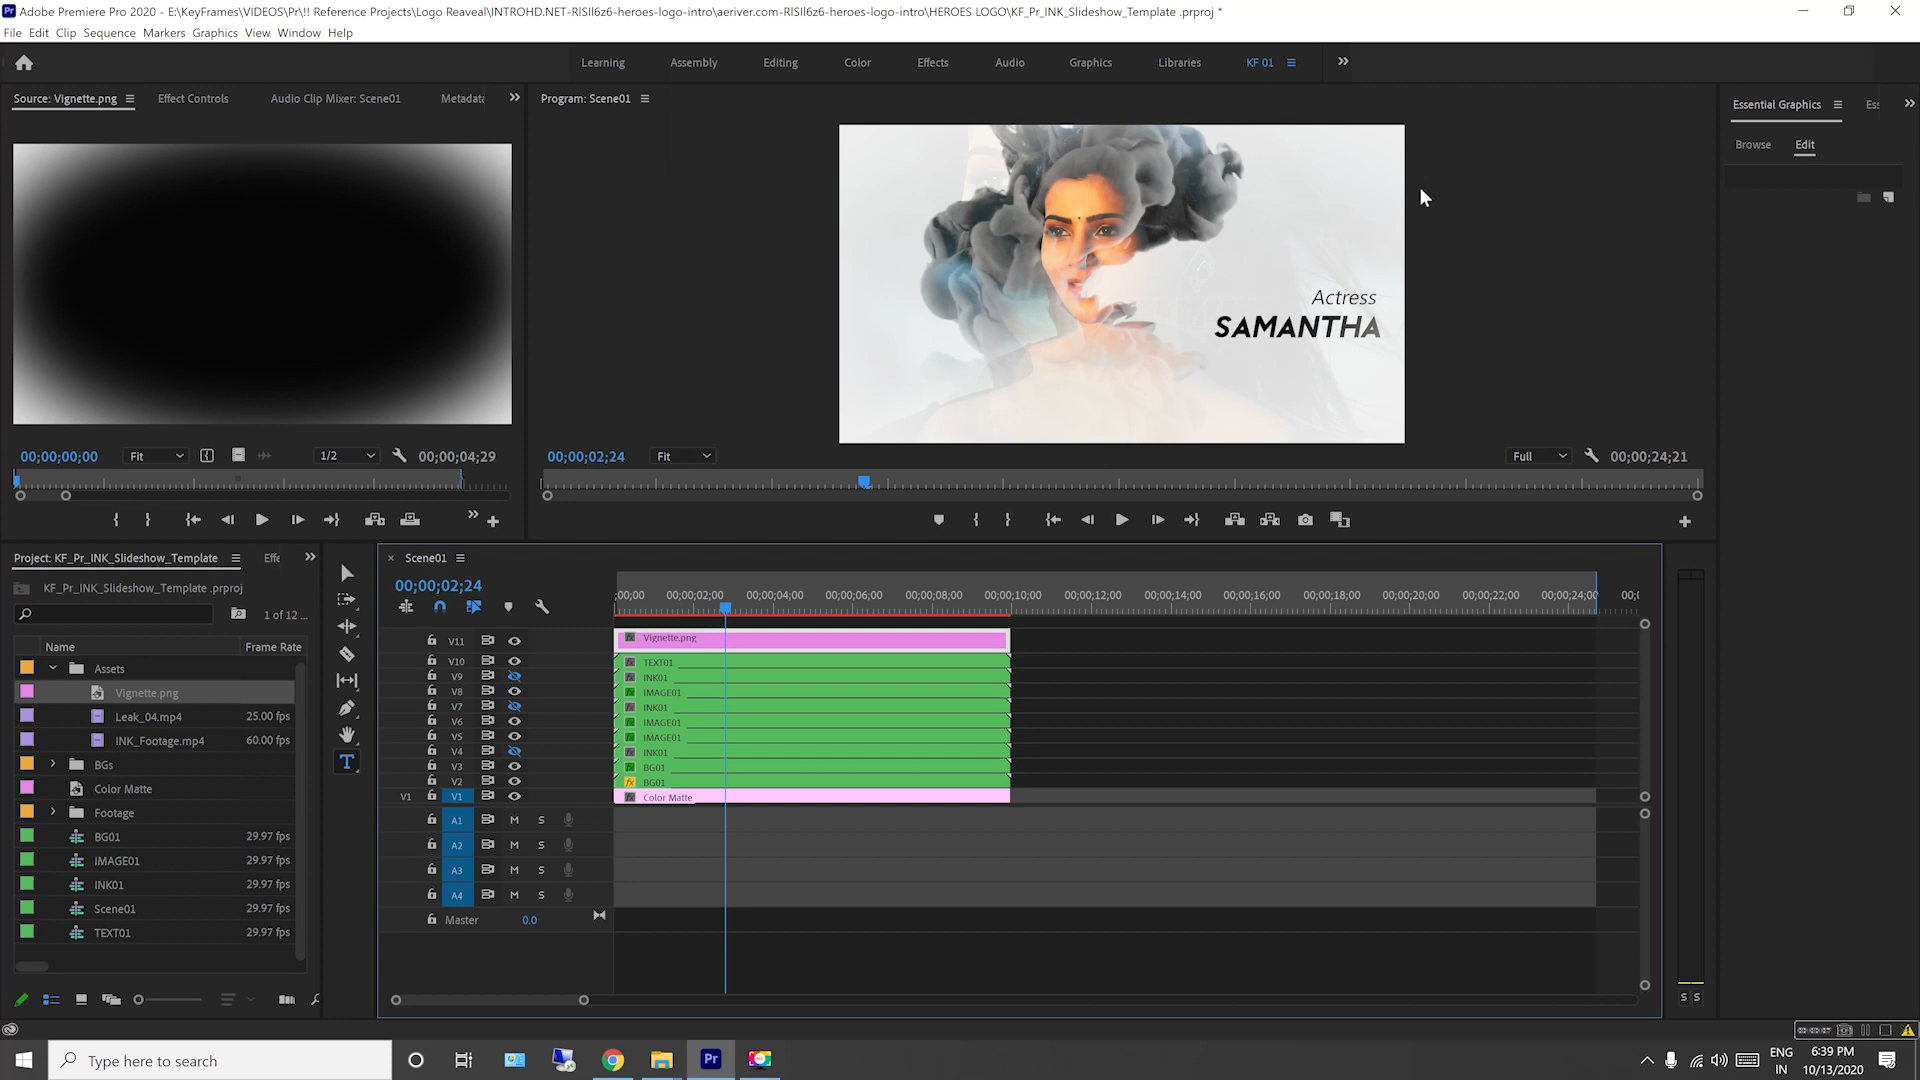 Adobe Premiere Pro 2020 - E:\KeyFrames\VIDEOS\Pr\!! Reference Projects\Logo Reaveal\INTROHD.NET-RlSIl6z6-heroes-logo-intro\aeriver.com-RlSIl6z6-heroes-logo-intro\HEROES LOGO\KF_Pr_INK_Slideshow_Template .prproj *
File Edit Clip Sequence Markers Graphics View Window Help
Learning Assembly Editing Color Effects Audio Graphics Libraries KF 01
Source: Vignette.png Effect Controls Audio Clip Mixer: Scene01 Metadata
Program: Scene01
Essential Graphics Es
Browse Edit
Actress
SAMANTHA
00;00;00;00 Fit 1/2 00;00;04;29
00;00;02;24 Fit Full 00;00;24;21
Project: KF_Pr_INK_Slideshow_Template Effe
KF_Pr_INK_Slideshow_Template .prproj
1 of 12 ...
Name Frame Rate
Assets
Vignette.png
Leak_04.mp4 25.00 fps
INK_Footage.mp4 60.00 fps
BGs
Color Matte
Footage
BG01 29.97 fps
IMAGE01 29.97 fps
INK01 29.97 fps
Scene01 29.97 fps
TEXT01 29.97 fps
Scene01
00;00;02;24
;00;00 00;00;02;00 00;00;04;00 00;00;06;00 00;00;08;00 00;00;10;00 00;00;12;00 00;00;14;00 00;00;16;00 00;00;18;00 00;00;20;00 00;00;22;00 00;00;24;00 00;0
V11 Vignette.png
V10 TEXT01
V9 INK01
V8 IMAGE01
V7 INK01
V6 IMAGE01
V5 IMAGE01
V4 INK01
V3 BG01
V2 BG01
V1 V1 Color Matte
A1 M S
A2 M S
A3 M S
A4 M S
Master 0.0
S S
Type here to search
ENG
IN
6:39 PM
10/13/2020